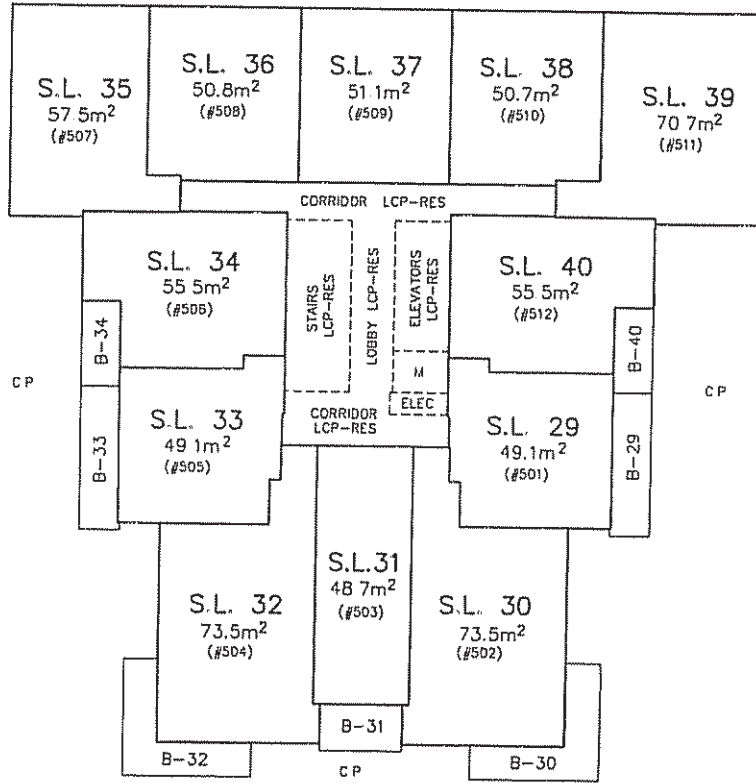 S.L. 35
57.5m²
(#507)
S.L. 36
50.8m²
(#508)
S.L. 37
51.1m²
(#509)
S.L. 38
50.7m²
(#510)
S.L. 39
70 7m²
(#511)
CORRIDOR LCP-RES
S.L. 34
55 5m²
(#506)
STAIRS
LCP-RES
LOBBY LCP-RES
ELEVATORS
LCP-RES
S.L. 40
55.5m²
(#512)
B-34
B-40
C P
M
C P
ELEC
CORRIDOR
LCP-RES
B-33
S.L. 33
49 1m²
(#505)
S.L. 29
49.1m²
(#501)
B-29
S.L. 32
73.5m²
(#504)
S.L.31
48 7m²
(#503)
S.L. 30
73.5m²
(#502)
B-31
B-32
B-30
C P